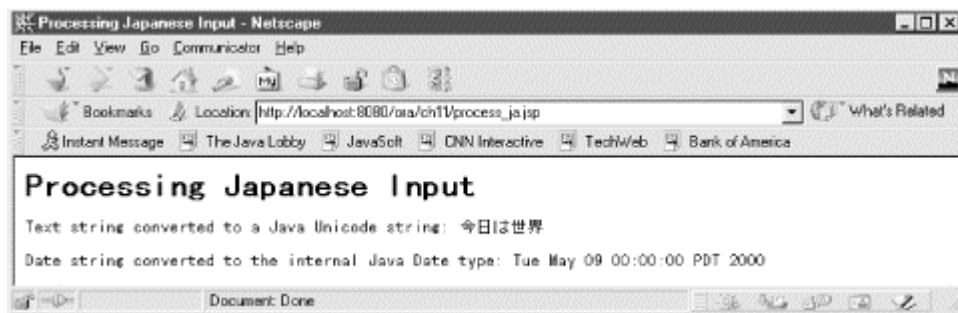 Processing Japanese Input - Netscape
File Edit View Go Communicator Help
My N
Bookmarks Location: http://localhost:8080/ora/ch11/process_ja.jsp What's Related
Instant Message The Java Lobby JavaSoft CNN Interactive TechWeb Bank of America
Processing Japanese Input
Text string converted to a Java Unicode string: 今日は世界
Date string converted to the internal Java Date type: Tue May 09 00:00:00 PDT 2000
Document: Done